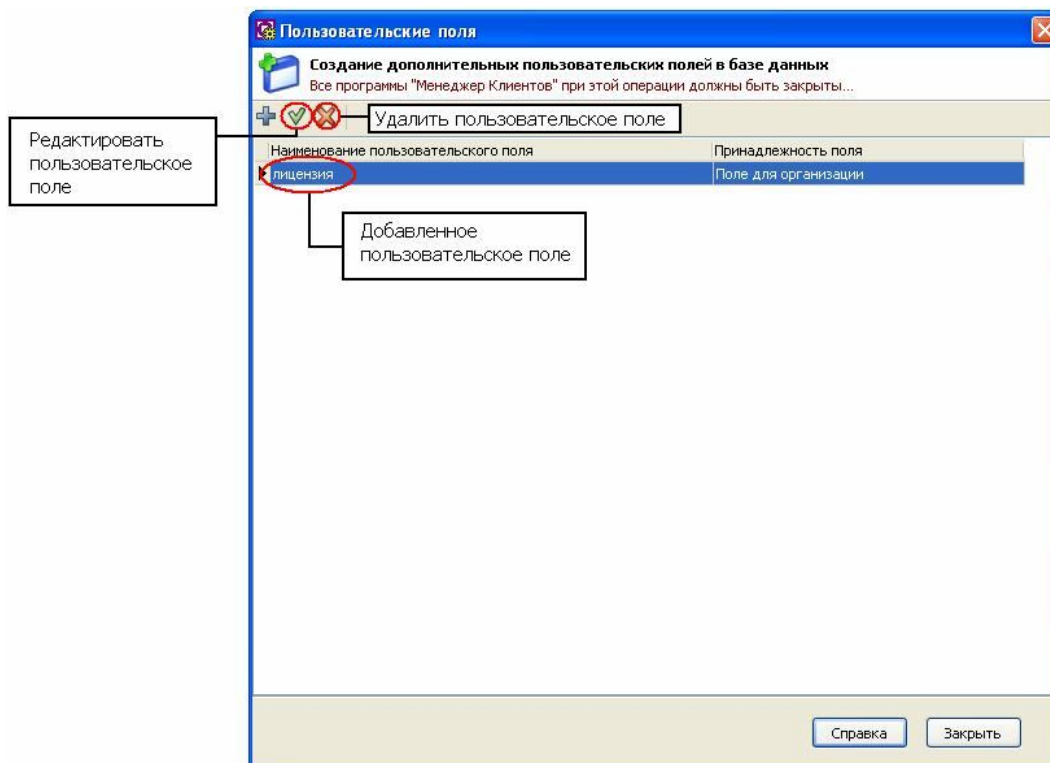 Пользовательские поля
Создание дополнительных пользовательских полей в базе данных
Все программы "Менеджер Клиентов" при этой операции должны быть закрыты...
Удалить пользовательское поле
Редактировать
пользовательское
поле
Наименование пользовательского поля
Принадлежность поля
лицензия
Поле для организации
Добавленное
пользовательское поле
Справка
Закрыть